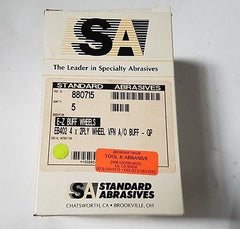 SA
The Leader in Specialty Abrasives
STANDARD ABRASIVES
880715
5
E-Z BUFF WHEELS
EB402 4 x 2PLY WHEEL VFN A/O BUFF - GP
TOOL & ABRASIVE
SA STANDARD
ABRASIVES
CHATSWORTH, CA • BROOKVILLE, OH